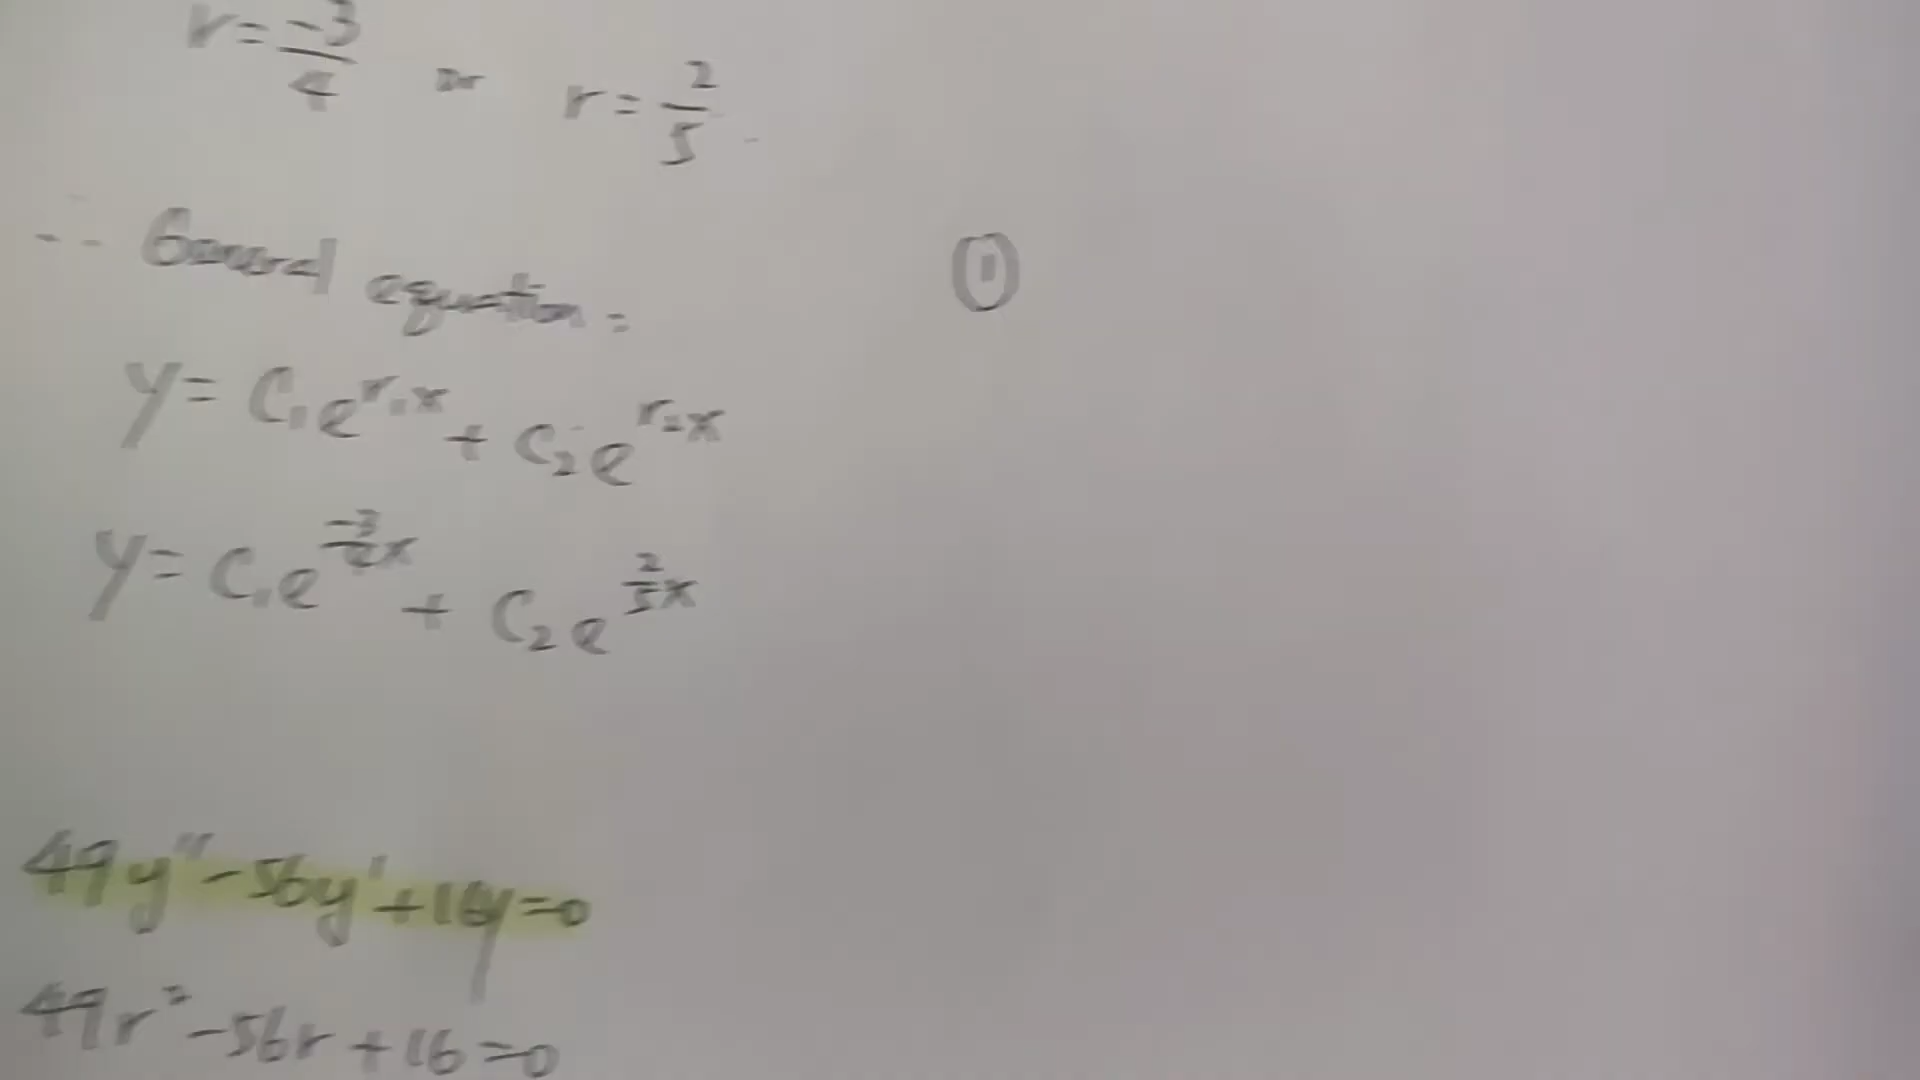 r = -3/4 or r = 2/5
∴ General equation =
①
y = C₁e^(r₁x) + C₂e^(r₂x)
y = C₁e^(-3/4 x) + C₂e^(2/5 x)
49y'' - 56y' + 16y = 0
49r² - 56r + 16 = 0